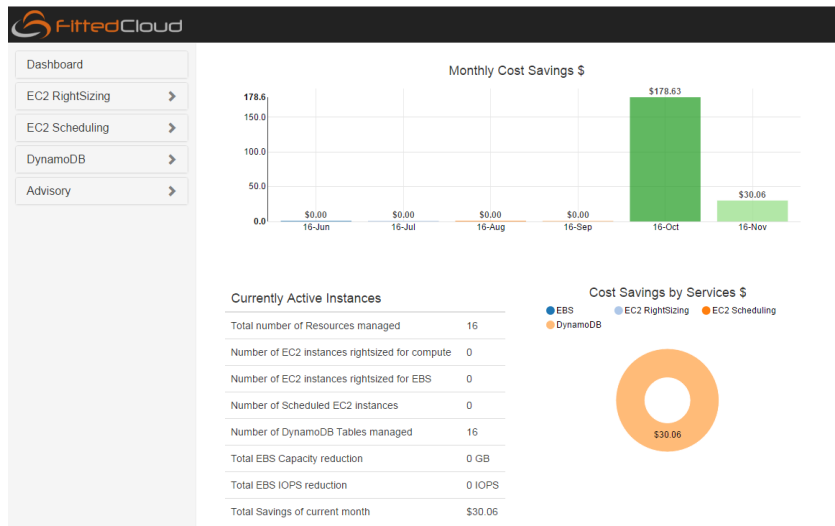 FittedCloud
Dashboard
EC2 RightSizing
EC2 Scheduling
DynamoDB
Advisory
Monthly Cost Savings $
178.6
150.0
100.0
50.0
0.0
$0.00
$0.00
$0.00
$0.00
$178.63
$30.06
16-Jun
16-Jul
16-Aug
16-Sep
16-Oct
16-Nov
Currently Active Instances
Total number of Resources managed 16
Number of EC2 instances rightsized for compute 0
Number of EC2 instances rightsized for EBS 0
Number of Scheduled EC2 instances 0
Number of DynamoDB Tables managed 16
Total EBS Capacity reduction 0 GB
Total EBS IOPS reduction 0 IOPS
Total Savings of current month $30.06
Cost Savings by Services $
EBS EC2 RightSizing EC2 Scheduling
DynamoDB
$30.06